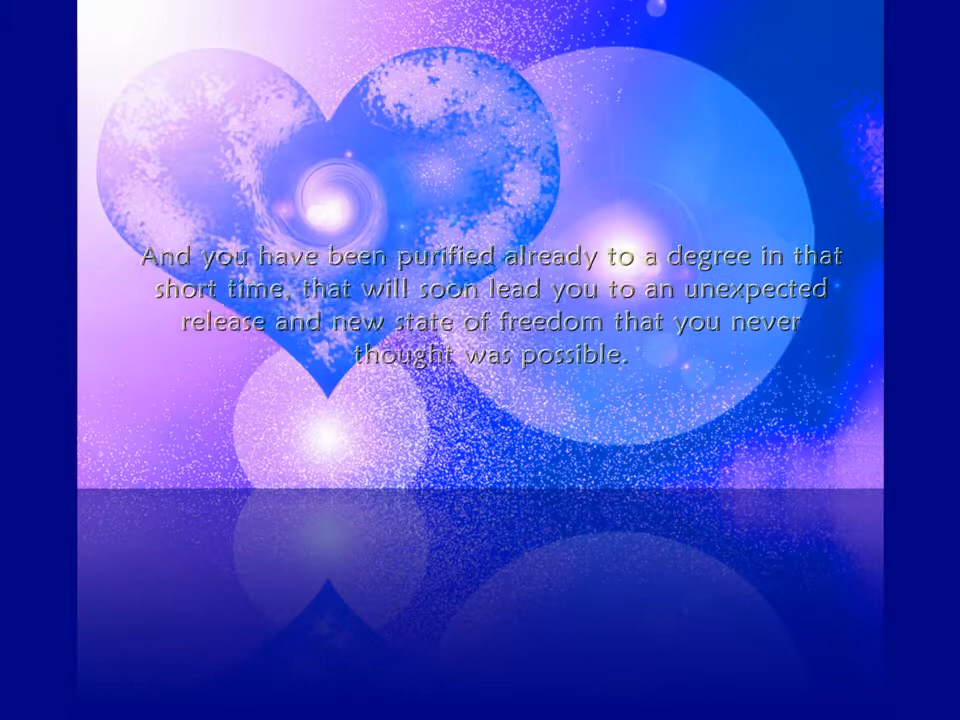 And you have been purified already to a degree in that
short time, that will soon lead you to an unexpected
release and new state of freedom that you never
thought was possible.